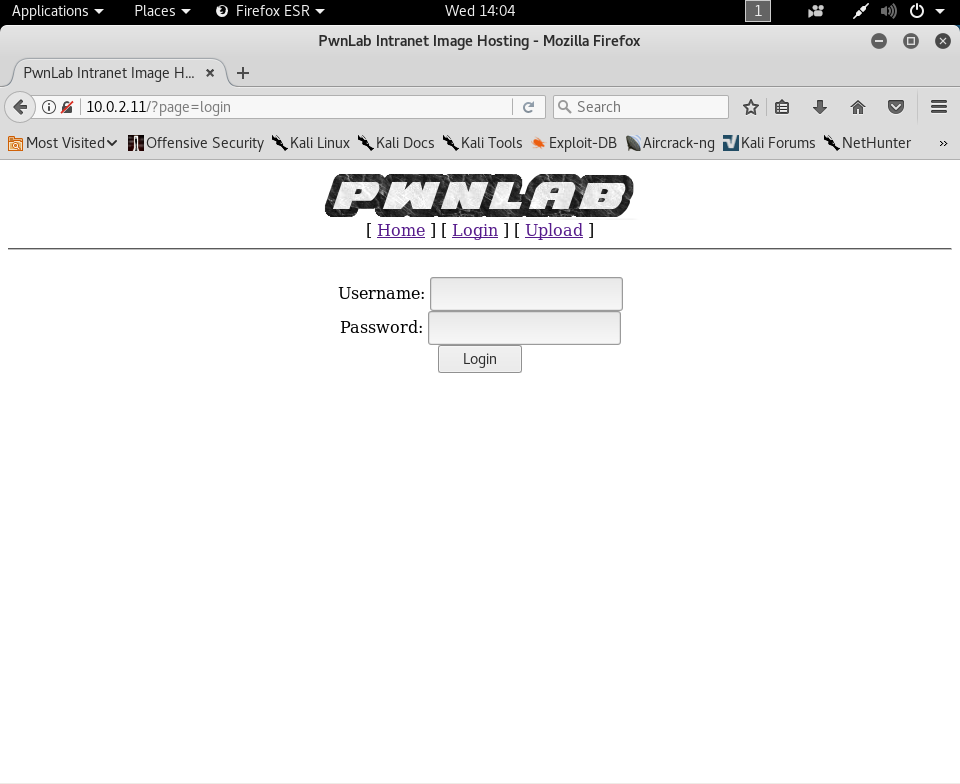 Applications Places Firefox ESR Wed 14:04 1
PwnLab Intranet Image Hosting - Mozilla Firefox
PwnLab Intranet Image H...
10.0.2.11/?page=login Search
Most Visited Offensive Security Kali Linux Kali Docs Kali Tools Exploit-DB Aircrack-ng Kali Forums NetHunter »
PWNLAB
[ Home ] [ Login ] [ Upload ]
Username:
Password:
Login